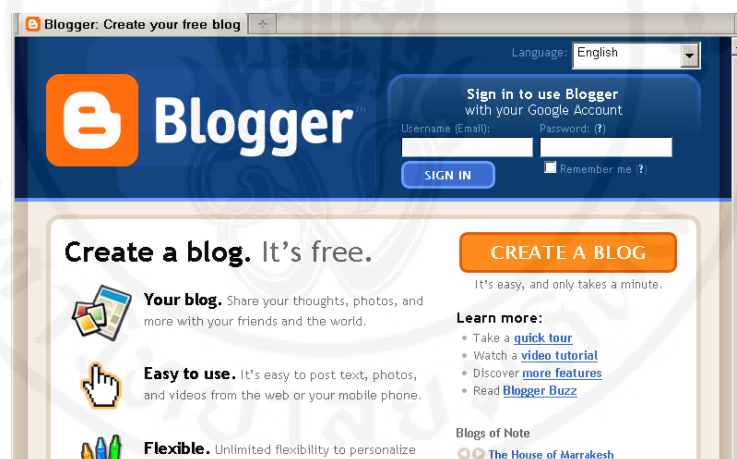 Blogger: Create your free blog
Language: English
Blogger™
Sign in to use Blogger
with your Google Account
Username (Email): Password: (?)
SIGN IN Remember me (?)
Create a blog. It's free.
CREATE A BLOG
It's easy, and only takes a minute.
Your blog. Share your thoughts, photos, and
more with your friends and the world.
Easy to use. It's easy to post text, photos,
and videos from the web or your mobile phone.
Flexible. Unlimited flexibility to personalize
Learn more:
Take a quick tour
Watch a video tutorial
Discover more features
Read Blogger Buzz
Blogs of Note
The House of Marrakesh